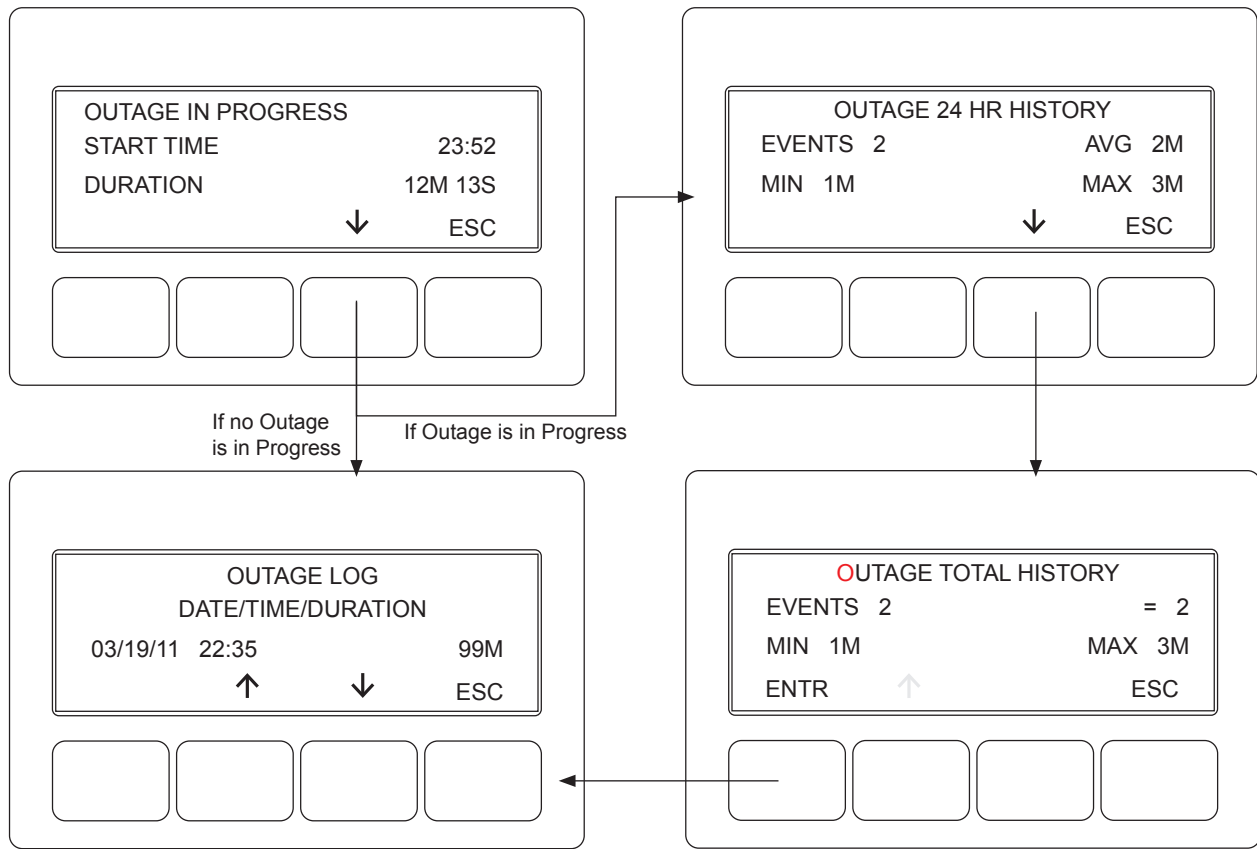 OUTAGE IN PROGRESS
START TIME 23:52
DURATION 12M 13S
↓ ESC
OUTAGE 24 HR HISTORY
EVENTS 2 AVG 2M
MIN 1M MAX 3M
↓ ESC
If no Outage
is in Progress
If Outage is in Progress
OUTAGE LOG
DATE/TIME/DURATION
03/19/11 22:35 99M
↑ ↓ ESC
OUTAGE TOTAL HISTORY
EVENTS 2 = 2
MIN 1M MAX 3M
ENTR ↑ ESC